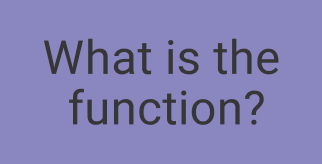 What is the
function?